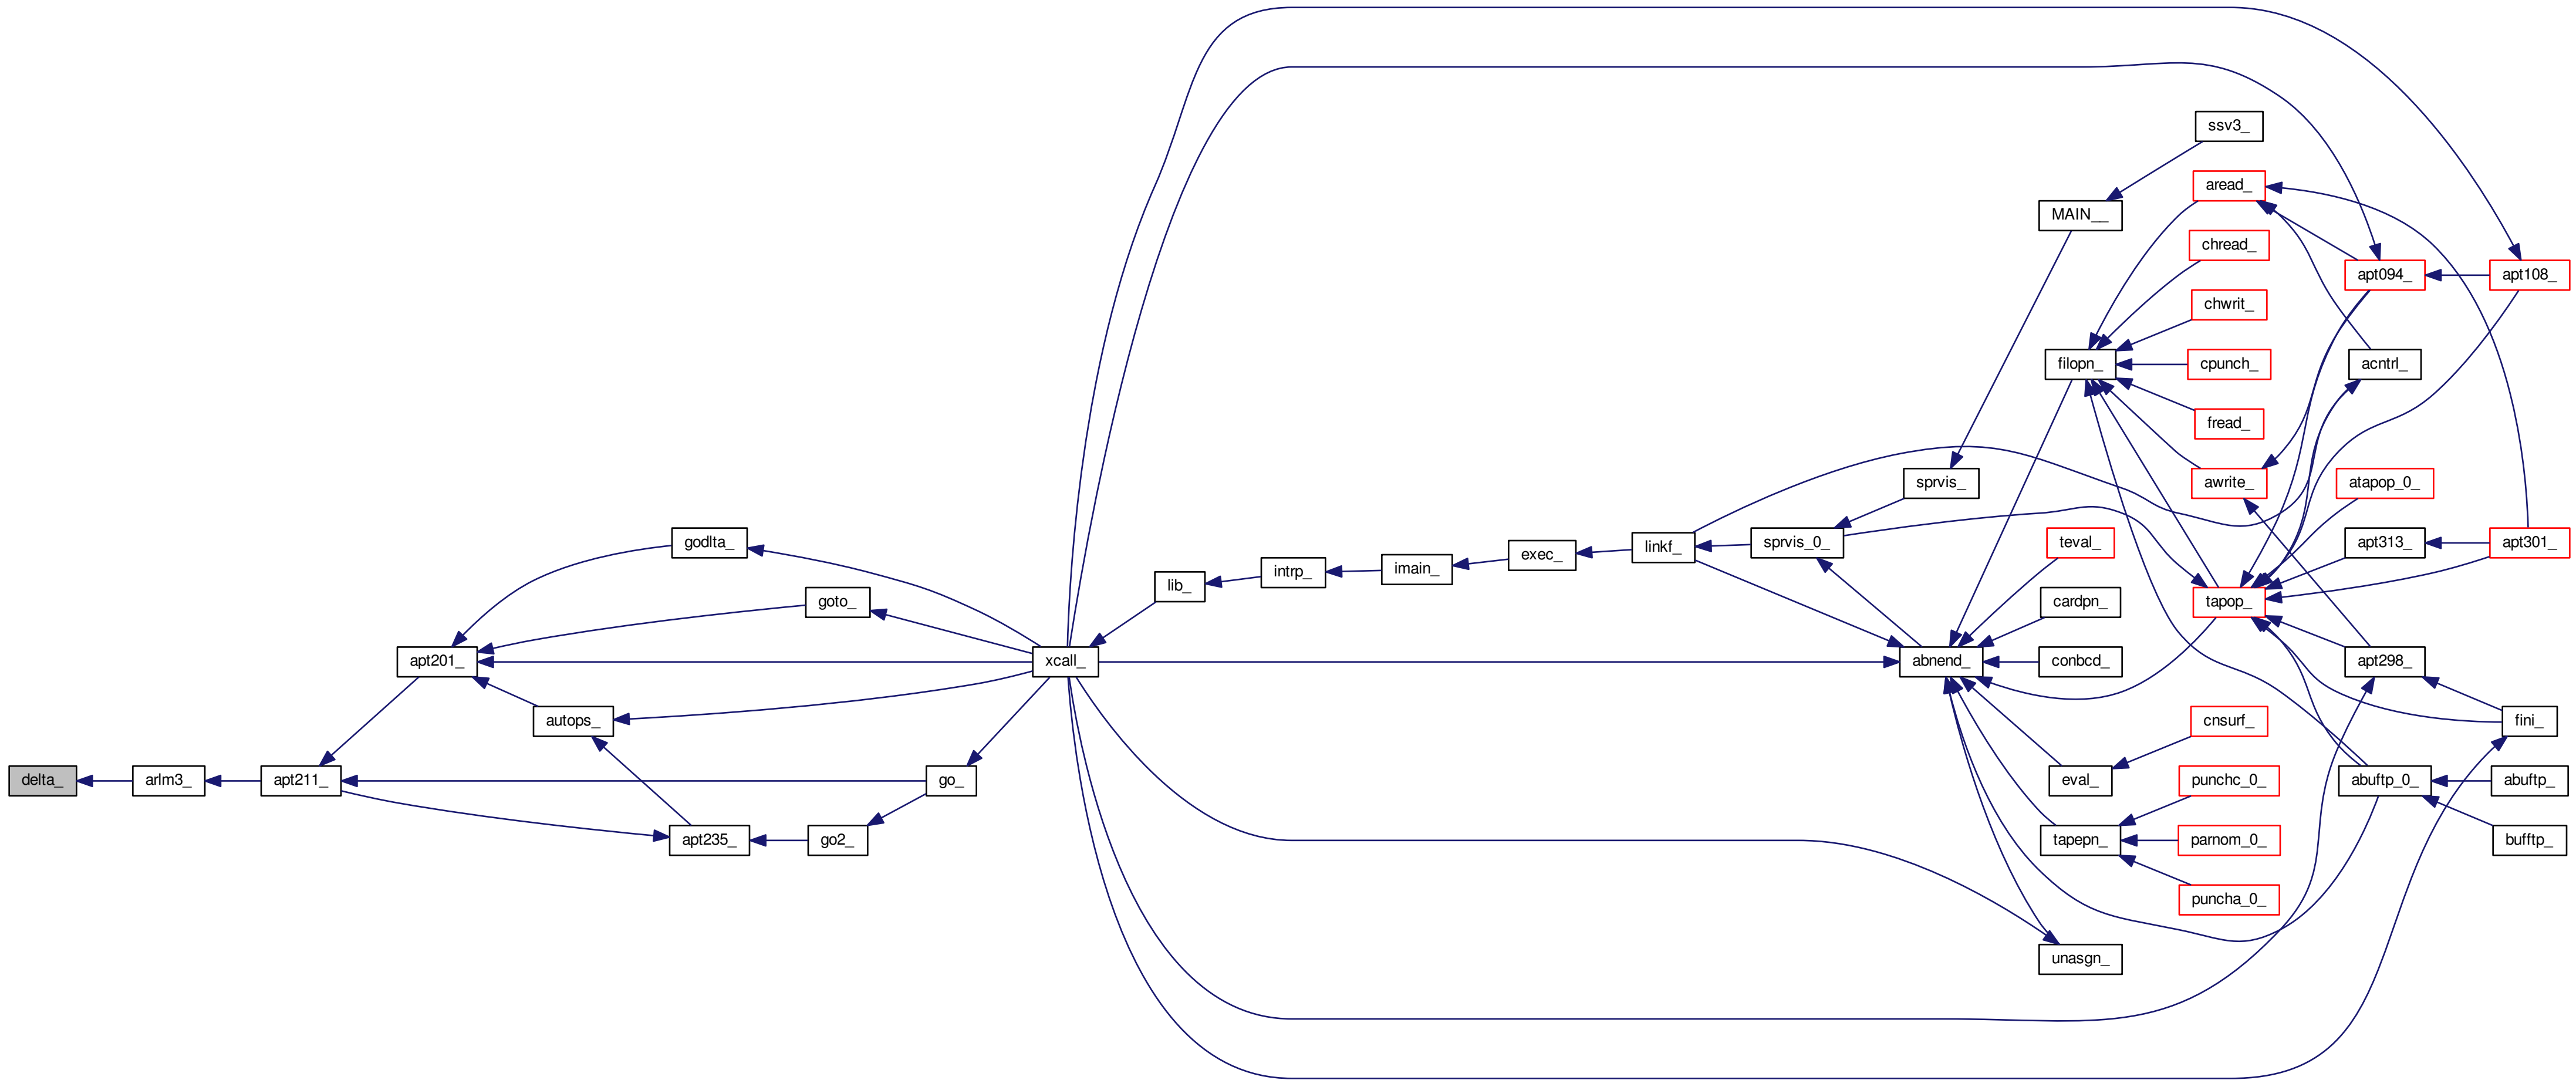 delta_
arlm3_
apt211_
apt201_
godlta_
goto_
autops_
apt235_
go2_
go_
xcall_
lib_
intrp_
imain_
exec_
linkf_
sprvis_0_
sprvis_
MAIN__
ssv3_
abnend_
filopn_
aread_
chread_
chwrit_
cpunch_
fread_
awrite_
tapop_
teval_
cardpn_
conbcd_
eval_
cnsurf_
tapepn_
punchc_0_
parnom_0_
puncha_0_
unasgn_
apt094_
apt108_
acntrl_
atapop_0_
apt313_
apt301_
apt298_
fini_
abuftp_0_
abuftp_
bufftp_